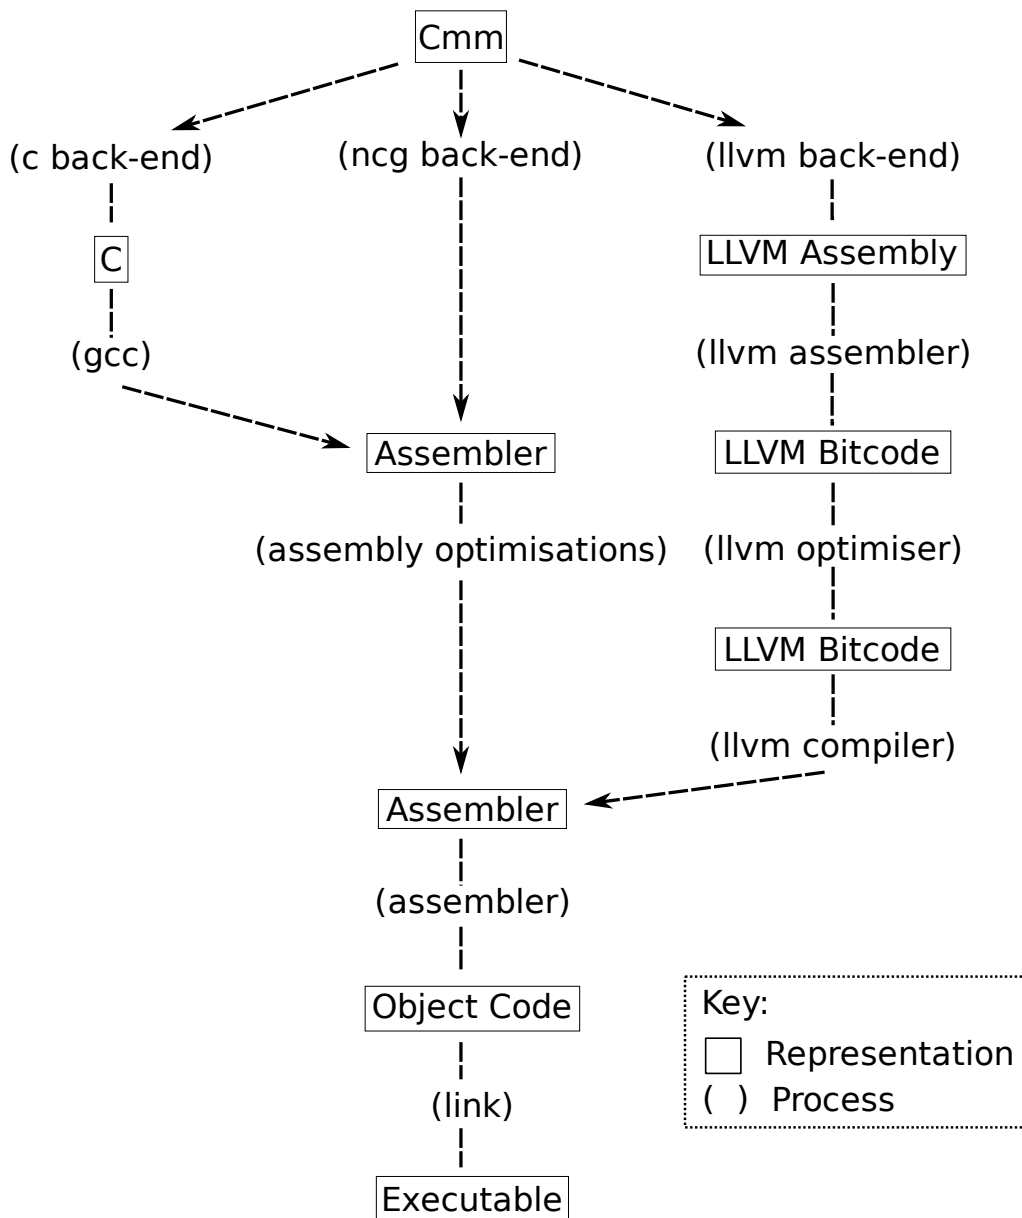 Cmm
(c back-end)
(ncg back-end)
(llvm back-end)
C
LLVM Assembly
(gcc)
(llvm assembler)
Assembler
LLVM Bitcode
(assembly optimisations)
(llvm optimiser)
LLVM Bitcode
(llvm compiler)
Assembler
(assembler)
Object Code
Key:
Representation
( ) Process
(link)
Executable